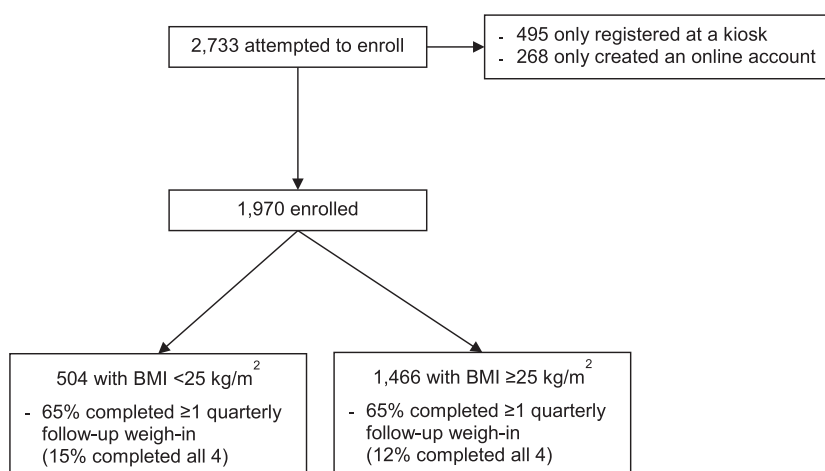 2,733 attempted to enroll
- 495 only registered at a kiosk
- 268 only created an online account
1,970 enrolled
504 with BMI <25 kg/m²
- 65% completed ≥1 quarterly
follow-up weigh-in
(15% completed all 4)
1,466 with BMI ≥25 kg/m²
- 65% completed ≥1 quarterly
follow-up weigh-in
(12% completed all 4)